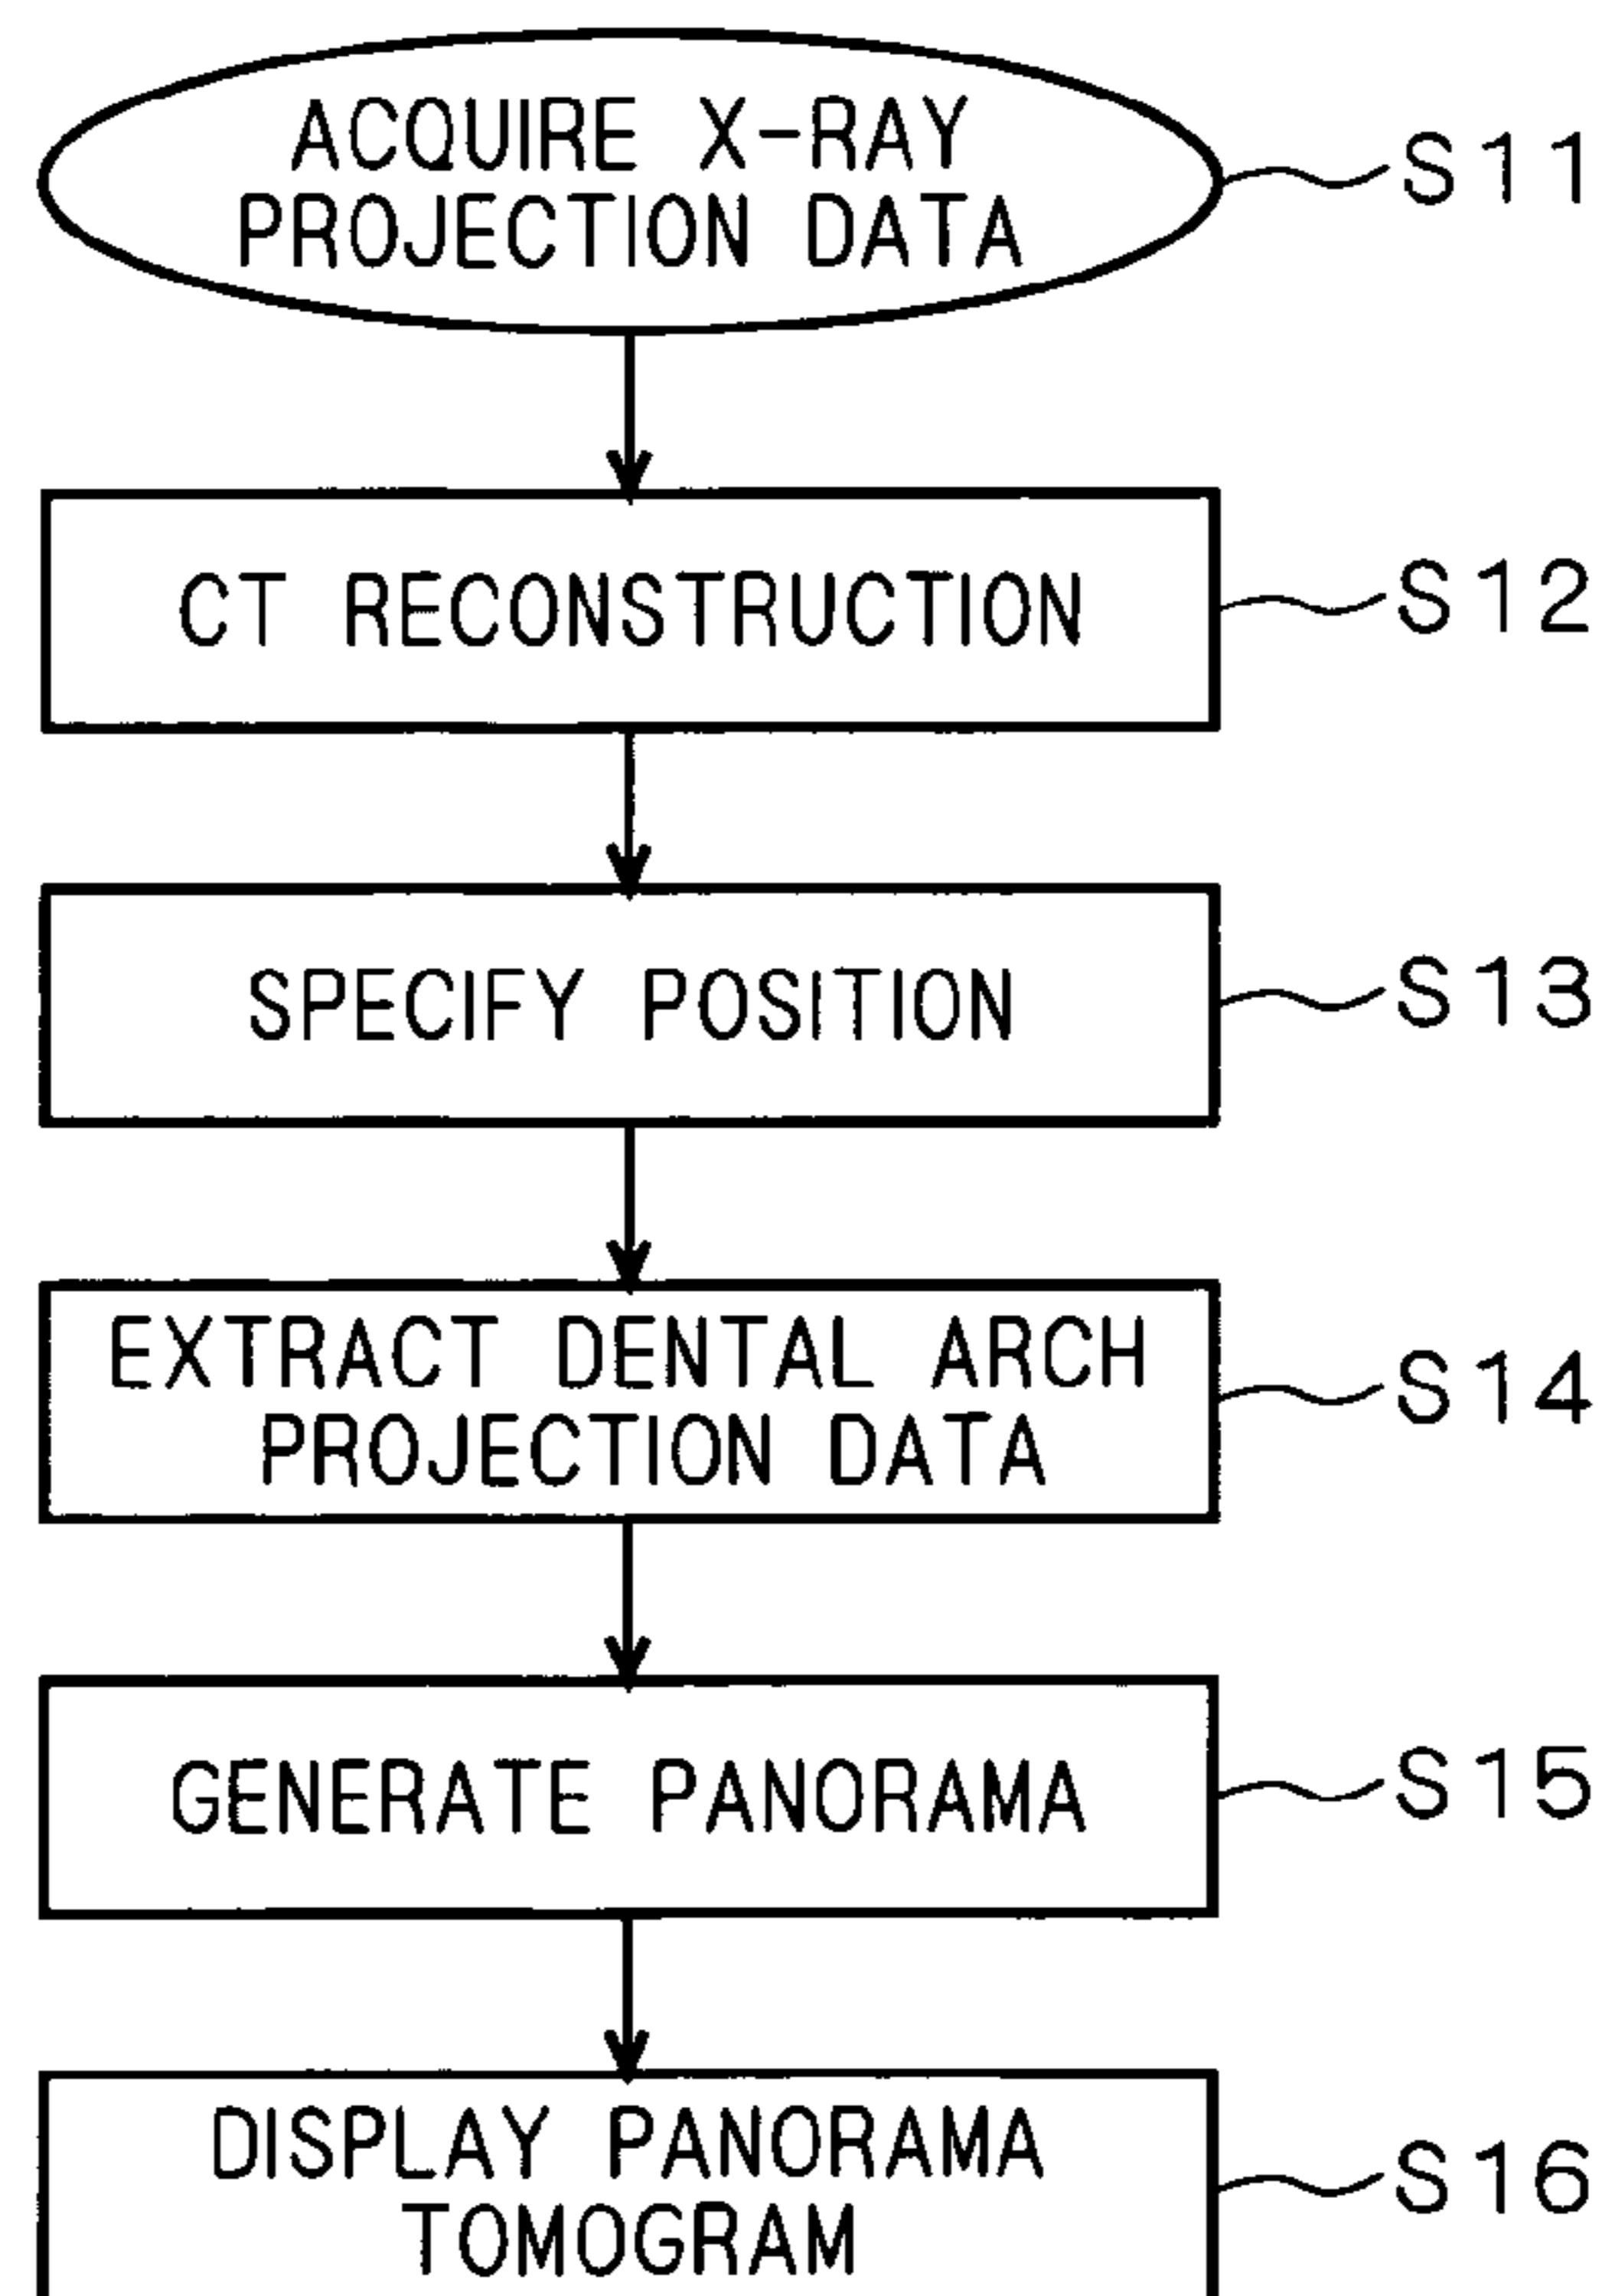 ACQUIRE X-RAY
PROJECTION DATA
S11
CT RECONSTRUCTION
S12
SPECIFY POSITION
S13
EXTRACT DENTAL ARCH
PROJECTION DATA
S14
GENERATE PANORAMA
S15
DISPLAY PANORAMA
TOMOGRAM
S16